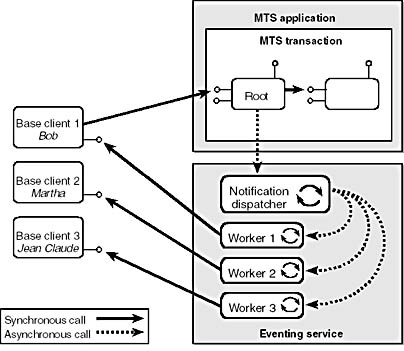 MTS application
MTS transaction
Root
Base client 1
Bob
Base client 2
Martha
Base client 3
Jean Claude
Notification
dispatcher
Worker 1
Worker 2
Worker 3
Eventing service
Synchronous call
Asynchronous call